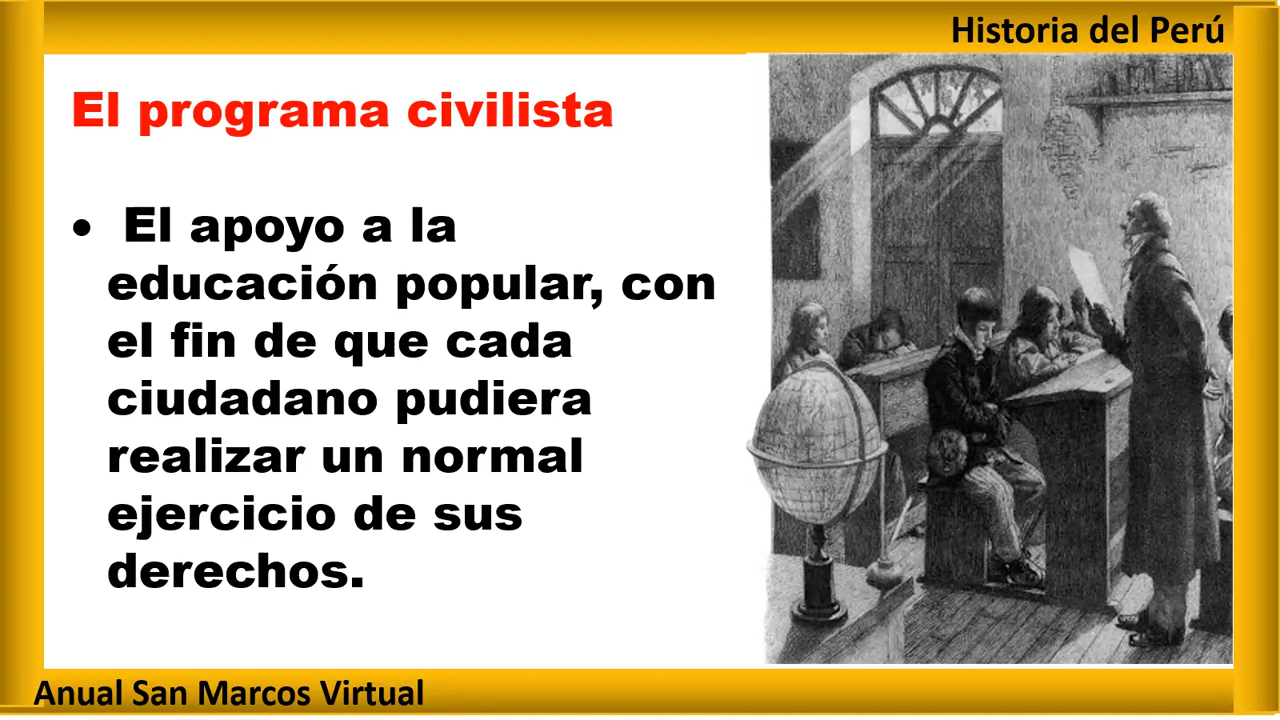 Historia del Perú
El programa civilista
• El apoyo a la
educación popular, con
el fin de que cada
ciudadano pudiera
realizar un normal
ejercicio de sus
derechos.
Anual San Marcos Virtual